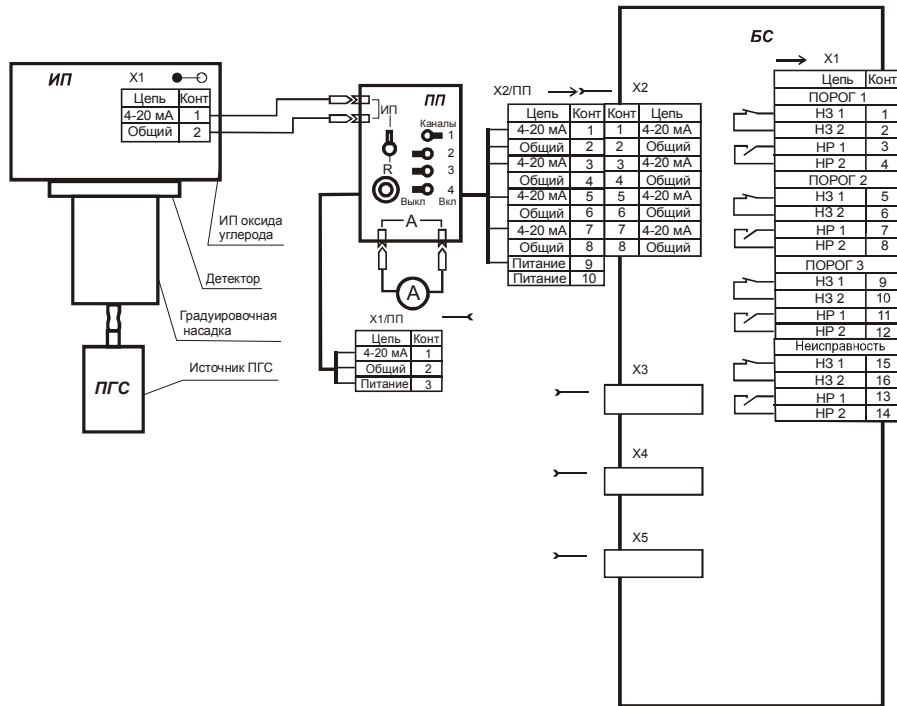 БС
ИП
X1
Цепь Конт
4-20 мА 1
Общий 2
ИП оксида
углерода
Детектор
Градуировочная
насадка
Источник ПГС
ПГС
ПП
ИП
Каналы
1
2
R
3
4
Выкл Вкл
А
А
X1/ПП
Цепь Конт
4-20 мА 1
Общий 2
Питание 3
X2/ПП X2
Цепь Конт Конт Цепь
4-20 мА 1 1 4-20 мА
Общий 2 2 Общий
4-20 мА 3 3 4-20 мА
Общий 4 4 Общий
4-20 мА 5 5 4-20 мА
Общий 6 6 Общий
4-20 мА 7 7 4-20 мА
Общий 8 8 Общий
Питание 9
Питание 10
X3
X4
X5
X1
Цепь Конт
ПОРОГ 1
НЗ 1 1
НЗ 2 2
НР 1 3
НР 2 4
ПОРОГ 2
НЗ 1 5
НЗ 2 6
НР 1 7
НР 2 8
ПОРОГ 3
НЗ 1 9
НЗ 2 10
НР 1 11
НР 2 12
Неисправность
НЗ 1 15
НЗ 2 16
НР 1 13
НР 2 14